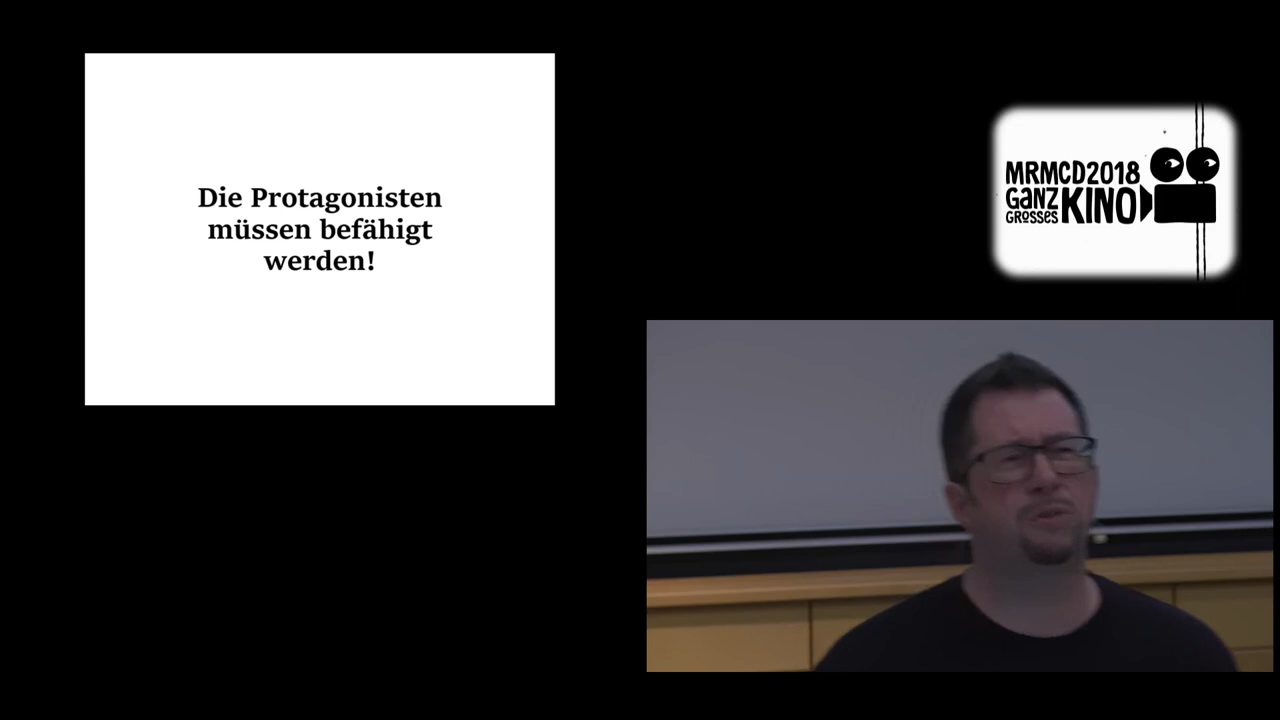 Die Protagonisten
müssen befähigt
werden!
MRMCD2018
GANZ
GROSSES
KINO